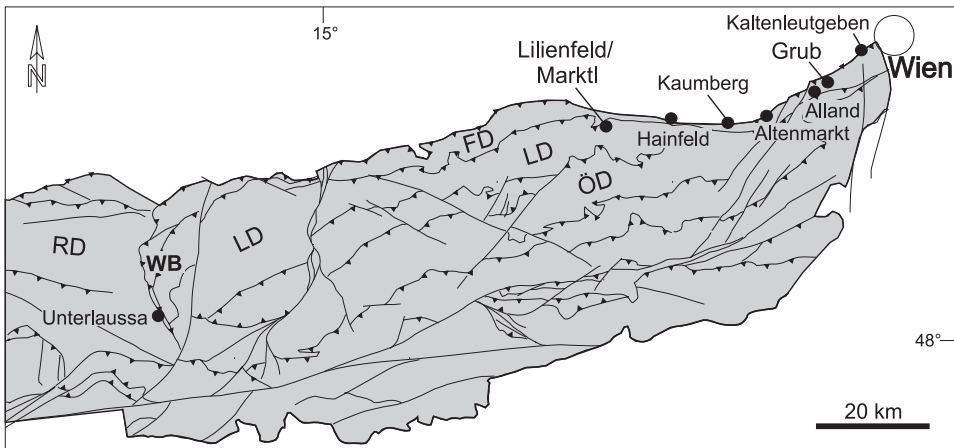 15°
Kaltenleutgeben
Grub
Wien
Lilienfeld/
Marktl
Kaumberg
Alland
Altenmarkt
Hainfeld
FD
LD
ÖD
LD
RD
WB
Unterlaussa
48°
20 km
N